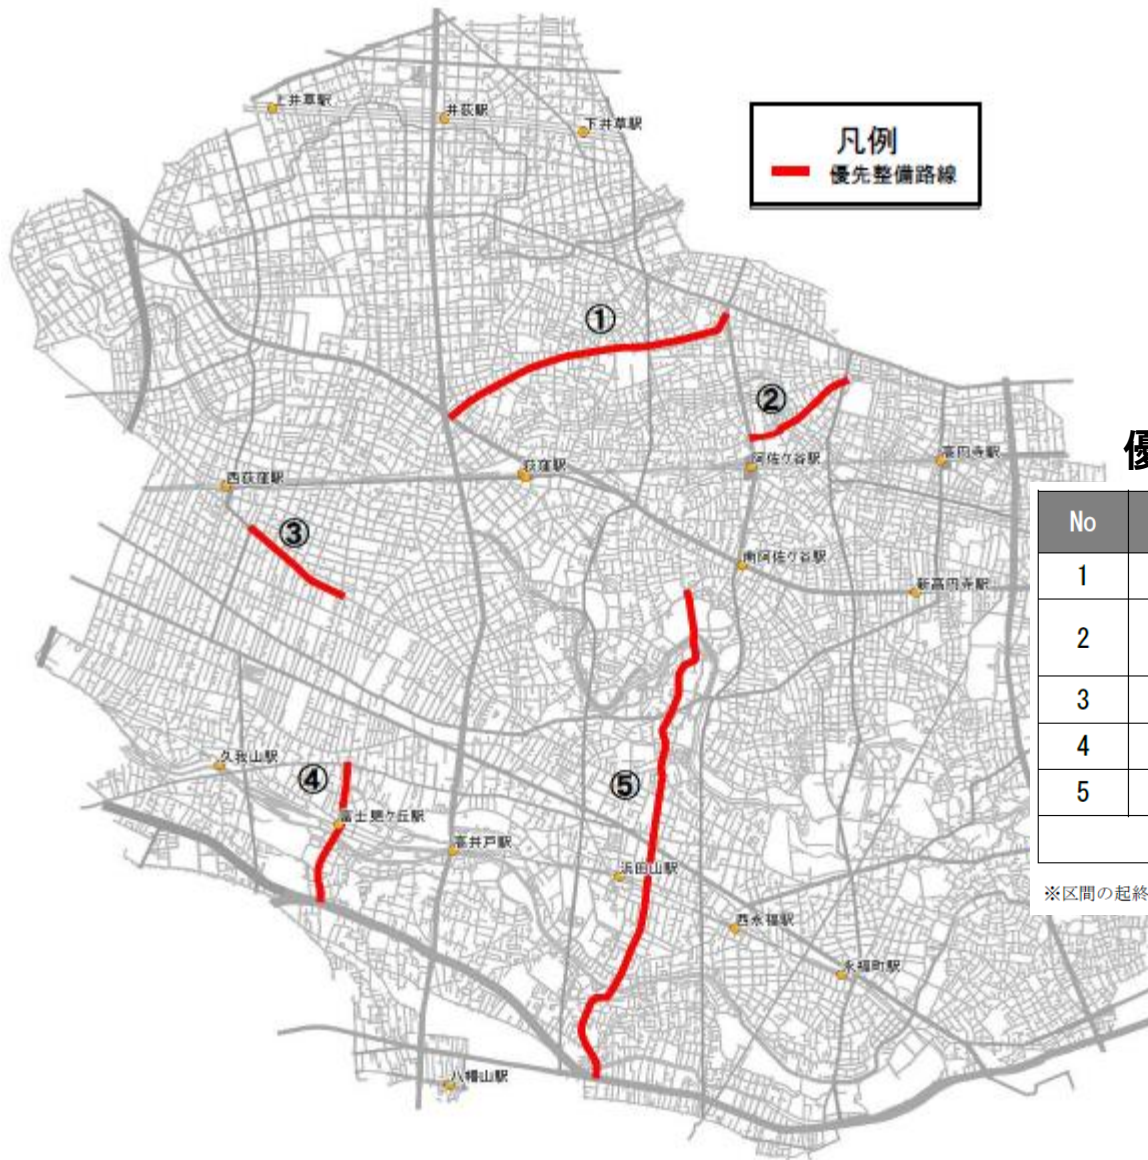 上井草駅
井荻駅
下井草駅
凡例
優先整備路線
①
②
阿佐ケ谷駅
高円寺駅
荻窪駅
西荻窪駅
③
南阿佐ケ谷駅
新高円寺駅
久我山駅
④
富士見ケ丘駅
高井戸駅
⑤
浜田山駅
西永福駅
永福町駅
八幡山駅
優
No
1
2
3
4
5
※区間の起終